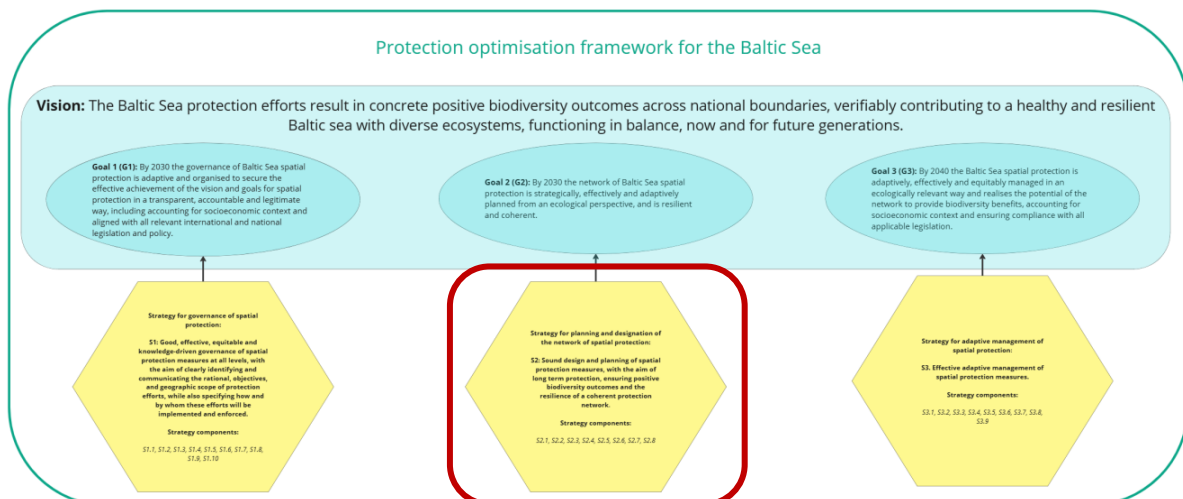 Protection optimisation framework for the Baltic Sea
Vision: The Baltic Sea protection efforts result in concrete positive biodiversity outcomes across national boundaries, verifiably contributing to a healthy and resilient
Baltic sea with diverse ecosystems, functioning in balance, now and for future generations.
Goal 1 (G1): By 2030 the governance of Baltic Sea spatial
protection is adaptive and organised to secure the
effective achievement of the vision and goals for spatial
protection in a transparent, accountable and legitimate
way, including accounting for socioeconomic context and
aligned with all relevant international and national
legislation and policy.
Goal 2 (G2): By 2030 the network of Baltic Sea spatial
protection is strategically, effectively and adaptively
planned from an ecological perspective, and is resilient
and coherent.
Goal 3 (G3): By 2040 the Baltic Sea spatial protection is
adaptively, effectively and equitably managed in an
ecologically relevant way and realises the potential of the
network to provide biodiversity benefits, accounting for
socioeconomic context and ensuring compliance with all
applicable legislation.
Strategy for governance of spatial
protection:
S1: Good, effective, equitable and
knowledge-driven governance of spatial
protection measures at all levels, with
the aim of clearly identifying and
communicating the rational, objectives,
and geographic scope of protection
efforts, while also specifying how and
by whom these efforts will be
implemented and enforced.
Strategy components:
S1.1, S1.2, S1.3, S1.4, S1.5, S1.6, S1.7, S1.8,
S1.9, S1.10
Strategy for planning and designation of
the network of spatial protection:
S2: Sound design and planning of spatial
protection measures, with the aim of
long term protection, ensuring positive
biodiversity outcomes and the
resilience of a coherent protection
network.
Strategy components:
S2.1, S2.2, S2.3, S2.4, S2.5, S2.6, S2.7, S2.8
Strategy for adaptive management of
spatial protection:
S3. Effective adaptive management of
spatial protection measures.
Strategy components:
S3.1, S3.2, S3.3, S3.4, S3.5, S3.6, S3.7, S3.8,
S3.9